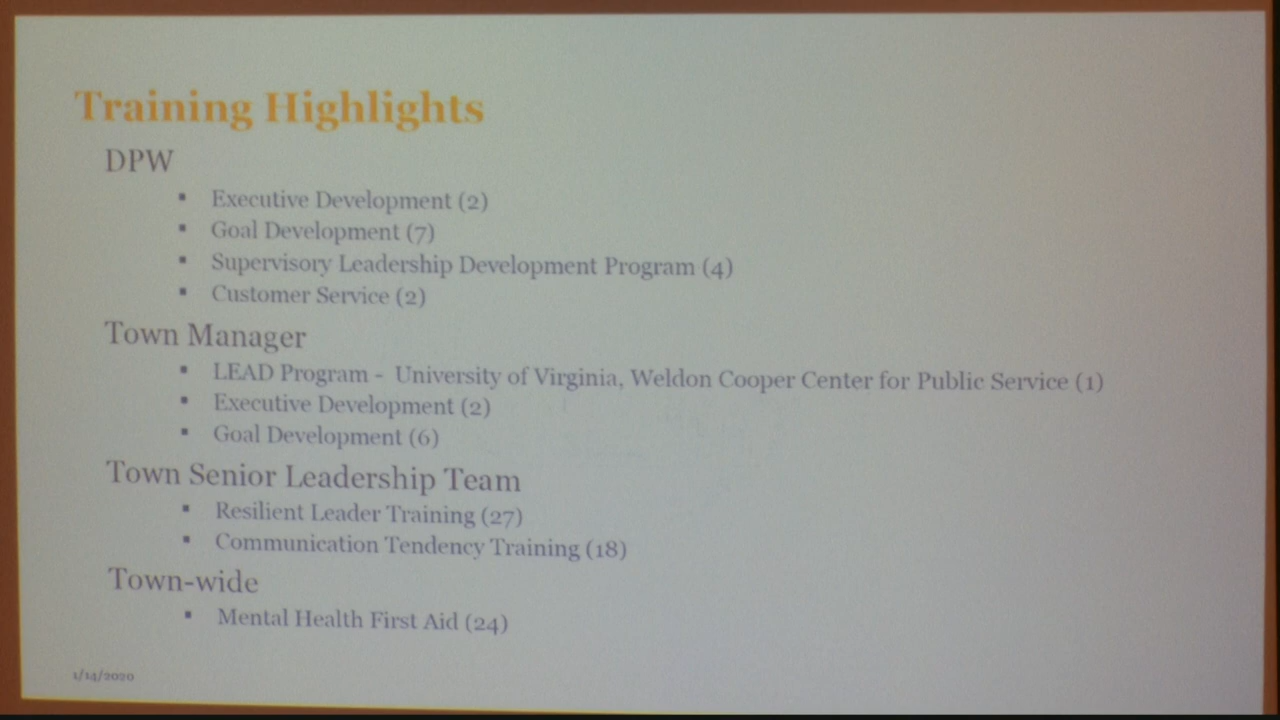 Training Highlights
DPW
▪ Executive Development (2)
▪ Goal Development (7)
▪ Supervisory Leadership Development Program (4)
▪ Customer Service (2)
Town Manager
▪ LEAD Program - University of Virginia, Weldon Cooper Center for Public Service (1)
▪ Executive Development (2)
▪ Goal Development (6)
Town Senior Leadership Team
▪ Resilient Leader Training (27)
▪ Communication Tendency Training (18)
Town-wide
▪ Mental Health First Aid (24)
1/14/2020